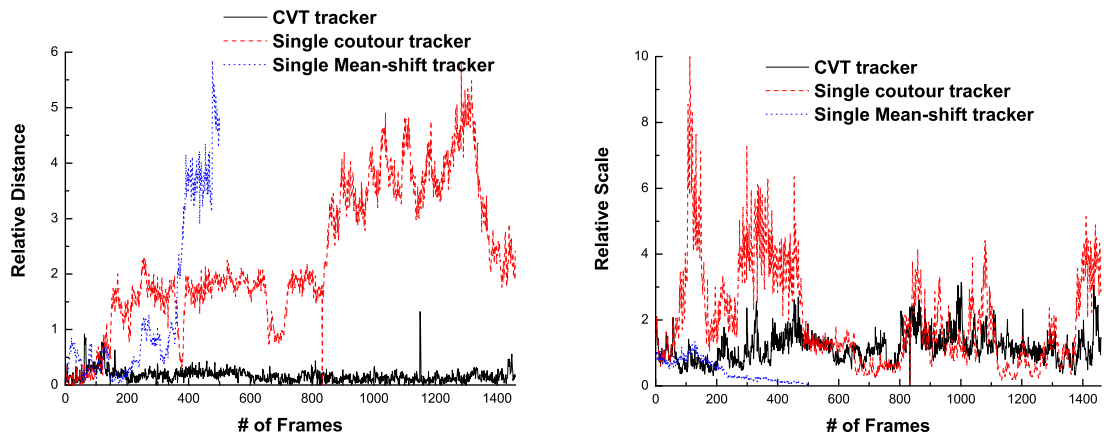 CVT tracker
Single coutour tracker
Single Mean-shift tracker
6
5
4
3
2
1
0
Relative Distance
0 200 400 600 800 1000 1200 1400
# of Frames
CVT tracker
Single coutour tracker
Single Mean-shift tracker
10
8
6
4
2
0
Relative Scale
0 200 400 600 800 1000 1200 1400
# of Frames